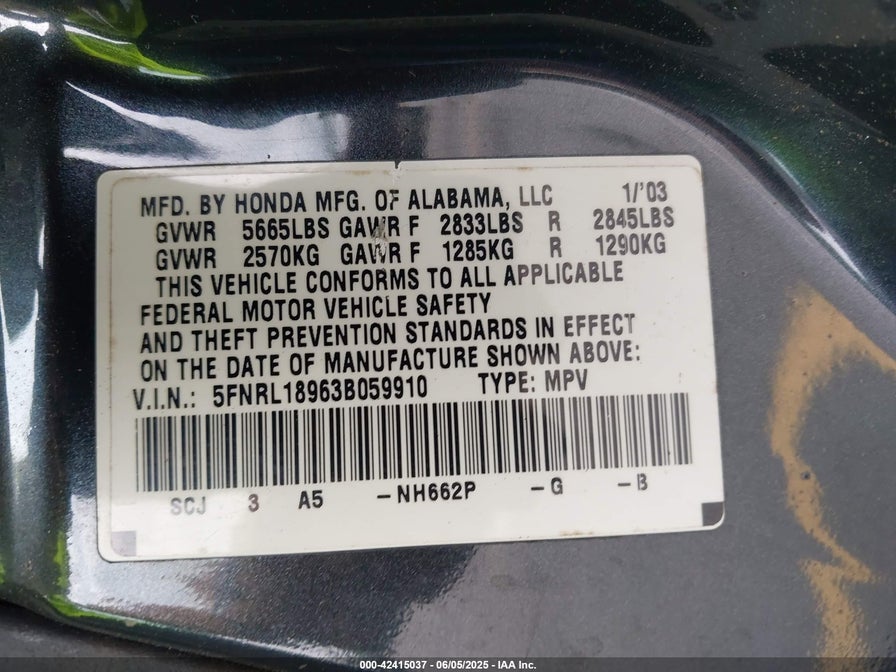 MFD. BY HONDA MFG. OF ALABAMA, LLC 1/'03
GVWR 5665LBS GAWR F 2833LBS R 2845LBS
GVWR 2570KG GAWR F 1285KG R 1290KG
THIS VEHICLE CONFORMS TO ALL APPLICABLE
FEDERAL MOTOR VEHICLE SAFETY
AND THEFT PREVENTION STANDARDS IN EFFECT
ON THE DATE OF MANUFACTURE SHOWN ABOVE:
V.I.N.: 5FNRL18963B059910 TYPE: MPV
SCJ 3 A5 -NH662P -G -B
000-42415037 - 06/05/2025 - IAA Inc.